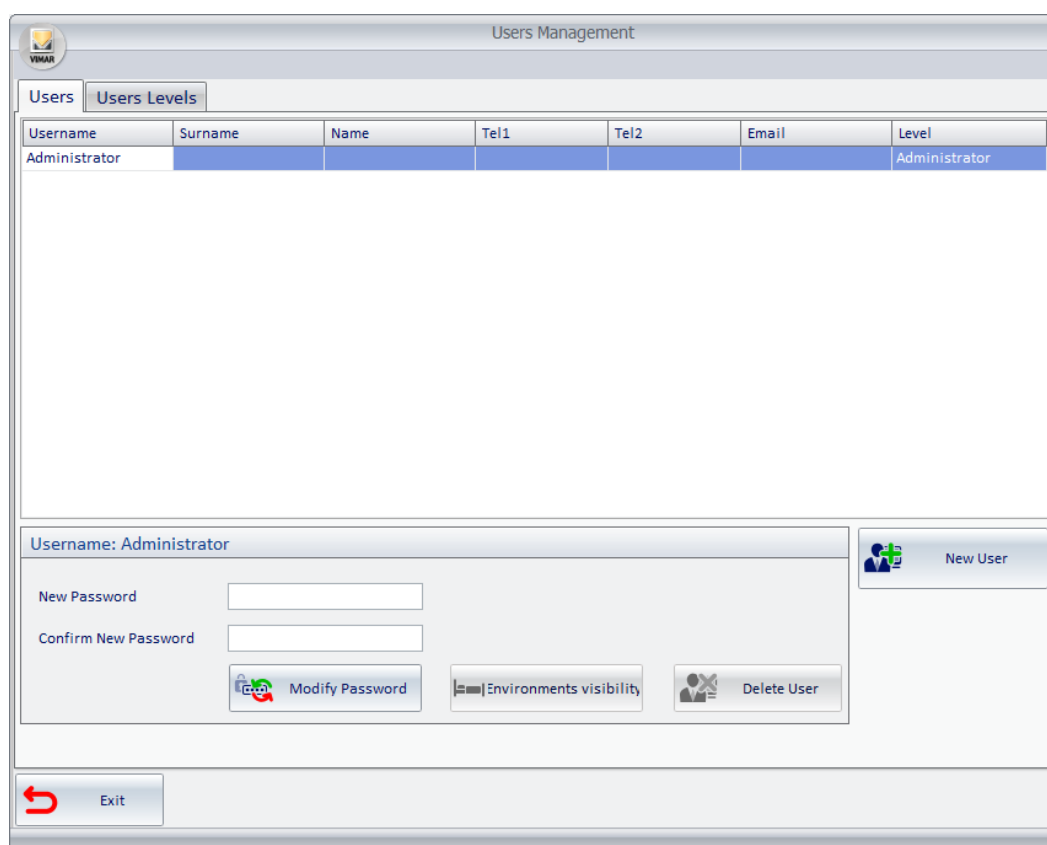 Users Management
VIMAR
Users Users Levels
Username Surname Name Tel1 Tel2 Email Level
Administrator Administrator
Username: Administrator
New User
New Password
Confirm New Password
Modify Password Environments visibility Delete User
Exit